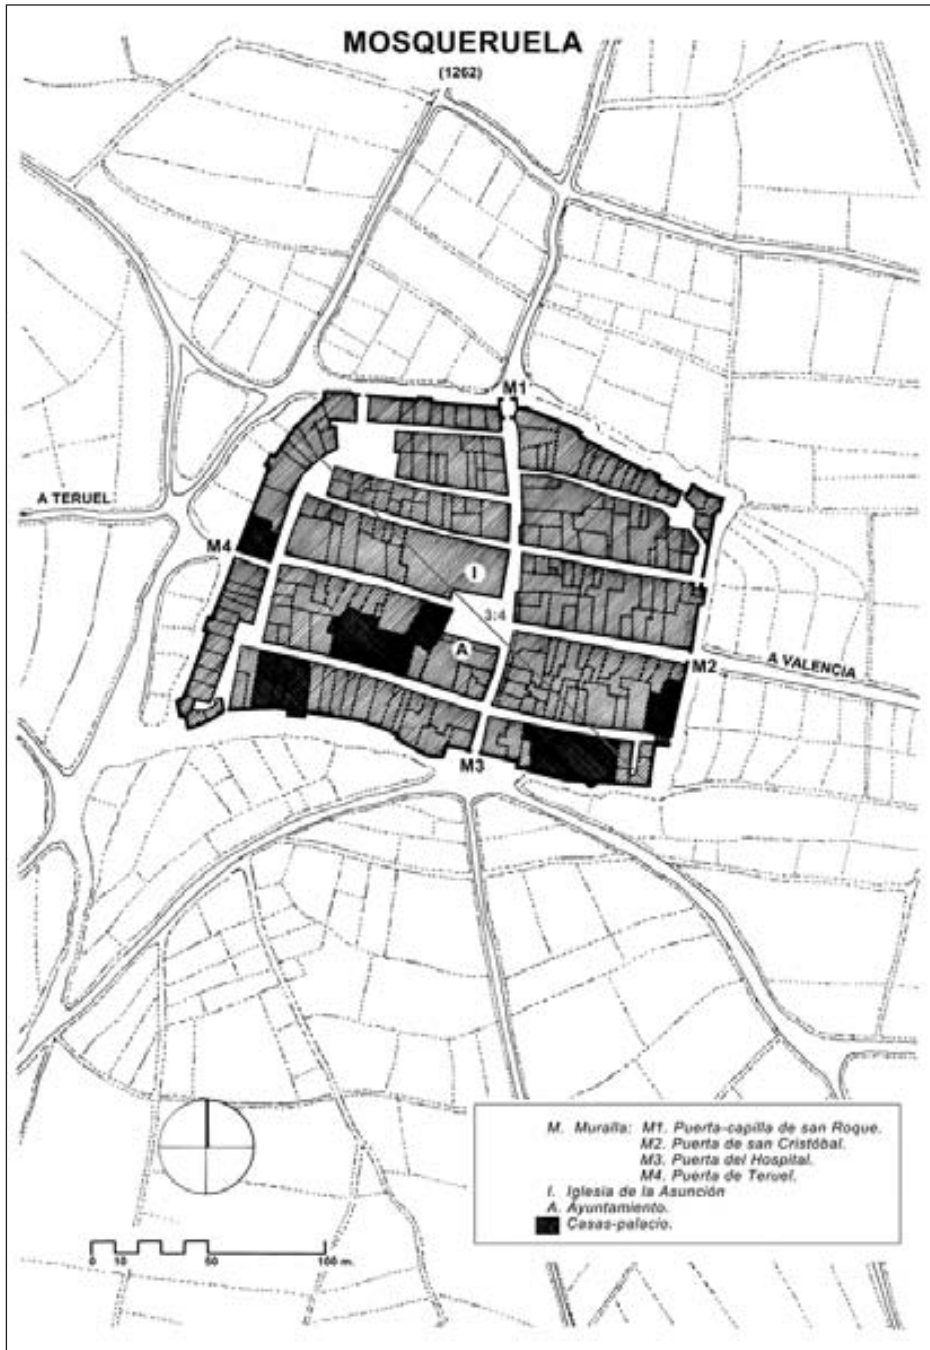 MOSQUERUELA
(1262)
M1
A TERUEL
M4
I
3:4
A
M2
A VALENCIA
M3
M. Muralla: M1. Puerta-capilla de san Roque.
M2. Puerta de san Cristóbal.
M3. Puerta del Hospital.
M4. Puerta de Teruel.
I. Iglesia de la Asunción
A. Ayuntamiento.
Casas-palacio.
0 10 50 100 m.